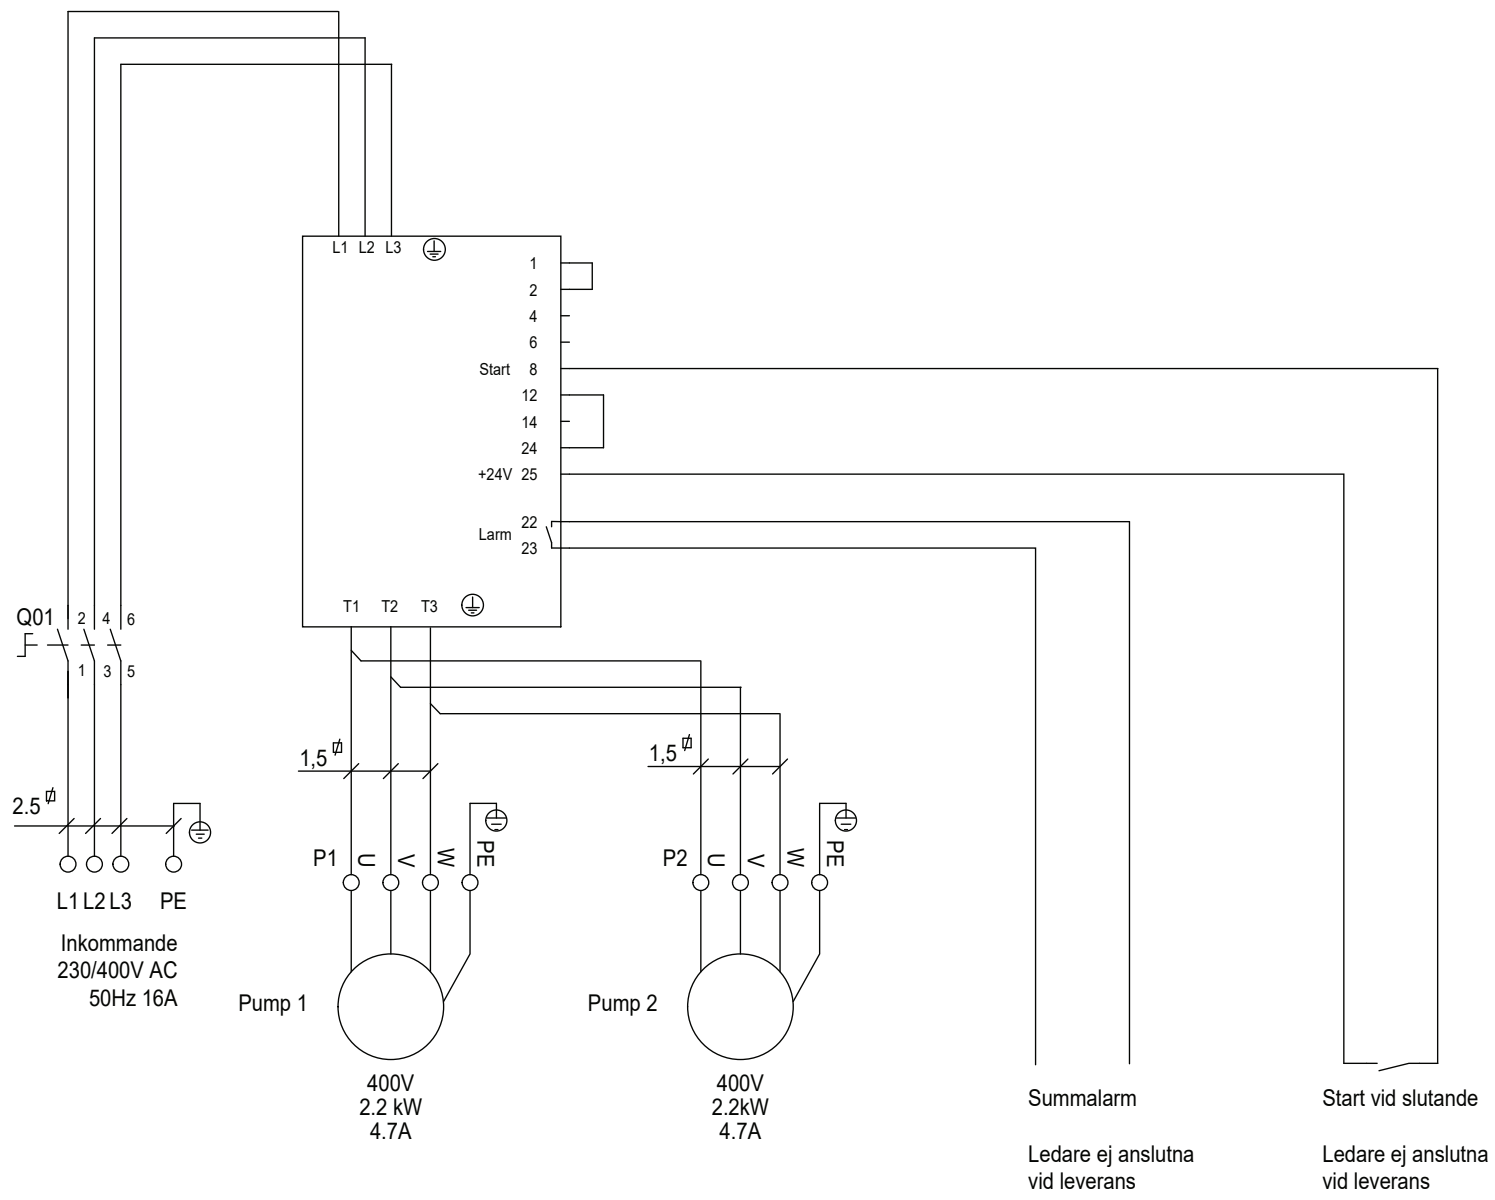 L1 L2 L3
1
2
4
6
Start 8
12
14
24
+24V 25
22
Larm
23
T1 T2 T3
Q01 2 4 6
1 3 5
1,5
1,5
2.5
P1 U V W PE
P2 U V W PE
L1 L2 L3 PE
Inkommande
230/400V AC
50Hz 16A
Pump 1
Pump 2
400V
2.2 kW
4.7A
400V
2.2kW
4.7A
Summalarm
Ledare ej anslutna
vid leverans
Start vid slutande
Ledare ej anslutna
vid leverans